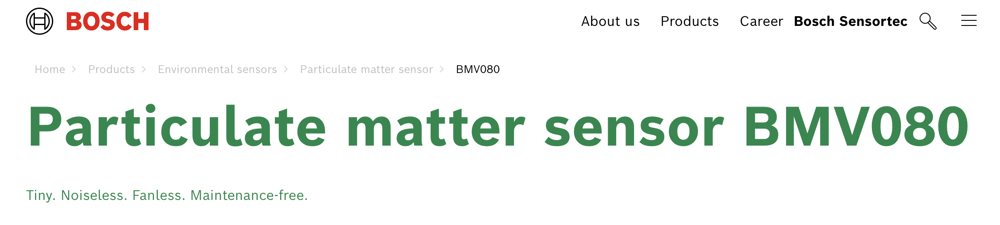 BOSCH About us Products Career Bosch Sensortec
Home > Products > Environmental sensors > Particulate matter sensor > BMV080
Particulate matter sensor BMV080
Tiny. Noiseless. Fanless. Maintenance-free.